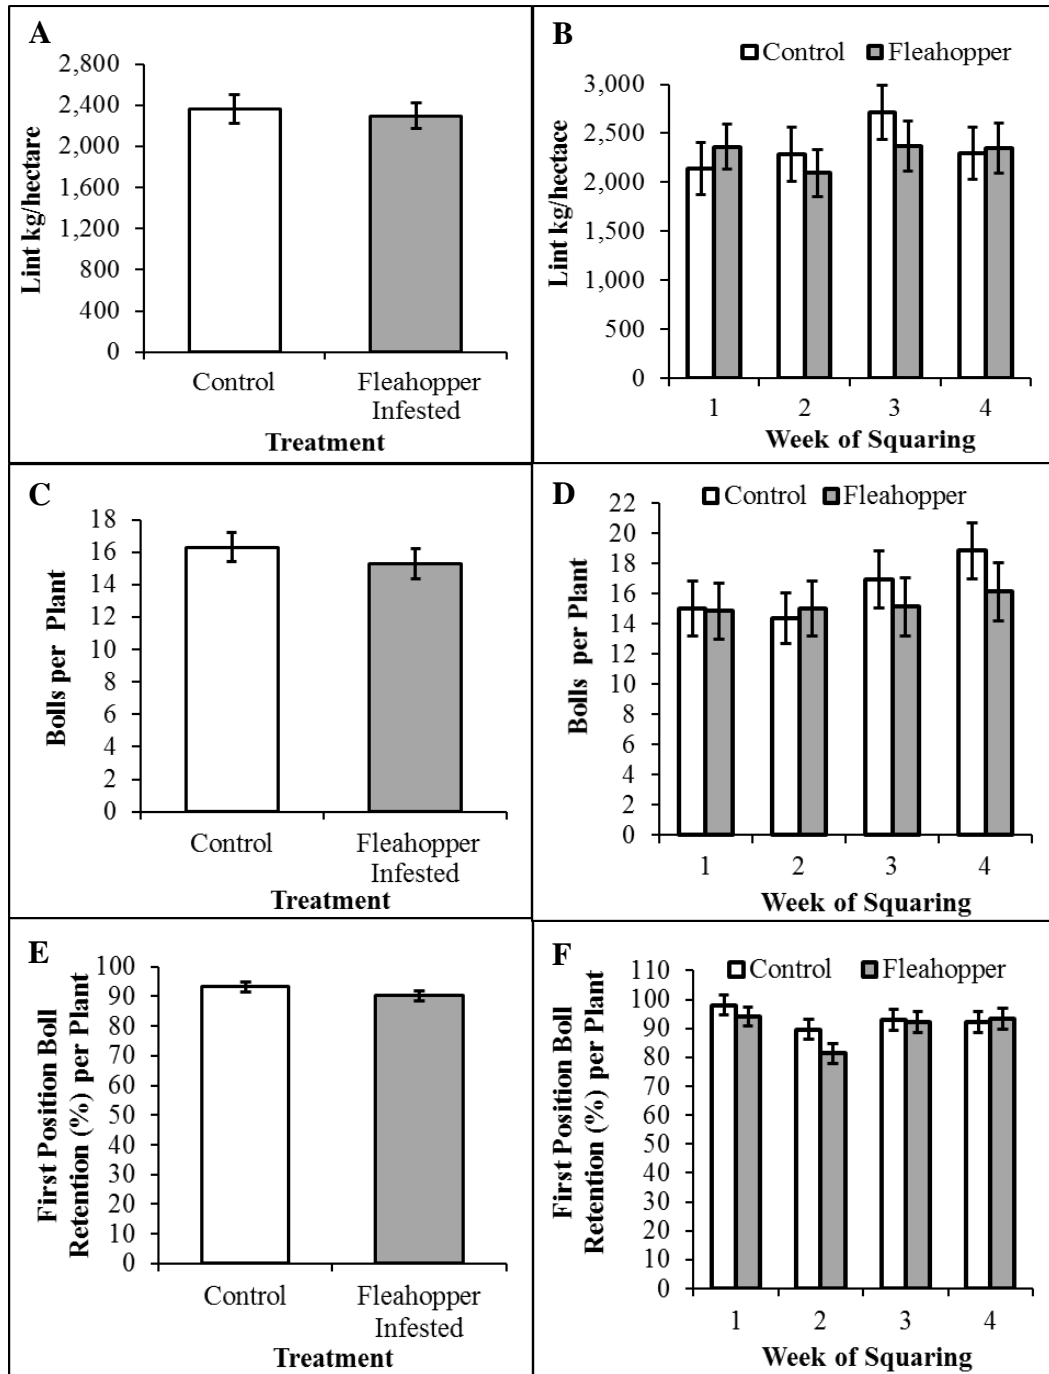 A
2,800
2,400
2,000
1,600
1,200
800
400
0
Lint kg/hectare
Control
Fleahopper
Infested
Treatment
B
Control Fleahopper
3,000
2,500
2,000
1,500
1,000
500
0
Lint kg/hectace
1 2 3 4
Week of Squaring
C
18
16
14
12
10
8
6
4
2
0
Bolls per Plant
Control
Fleahopper
Infested
Treatment
D
Control Fleahopper
22
20
18
16
14
12
10
8
6
4
2
0
Bolls per Plant
1 2 3 4
Week of Squaring
E
100
90
80
70
60
50
40
30
20
10
0
First Position Boll
Retention (%) per Plant
Control
Fleahopper
Infested
Treatment
F
Control Fleahopper
110
100
90
80
70
60
50
40
30
20
10
0
First Position Boll
Retention (%) per Plant
1 2 3 4
Week of Squaring